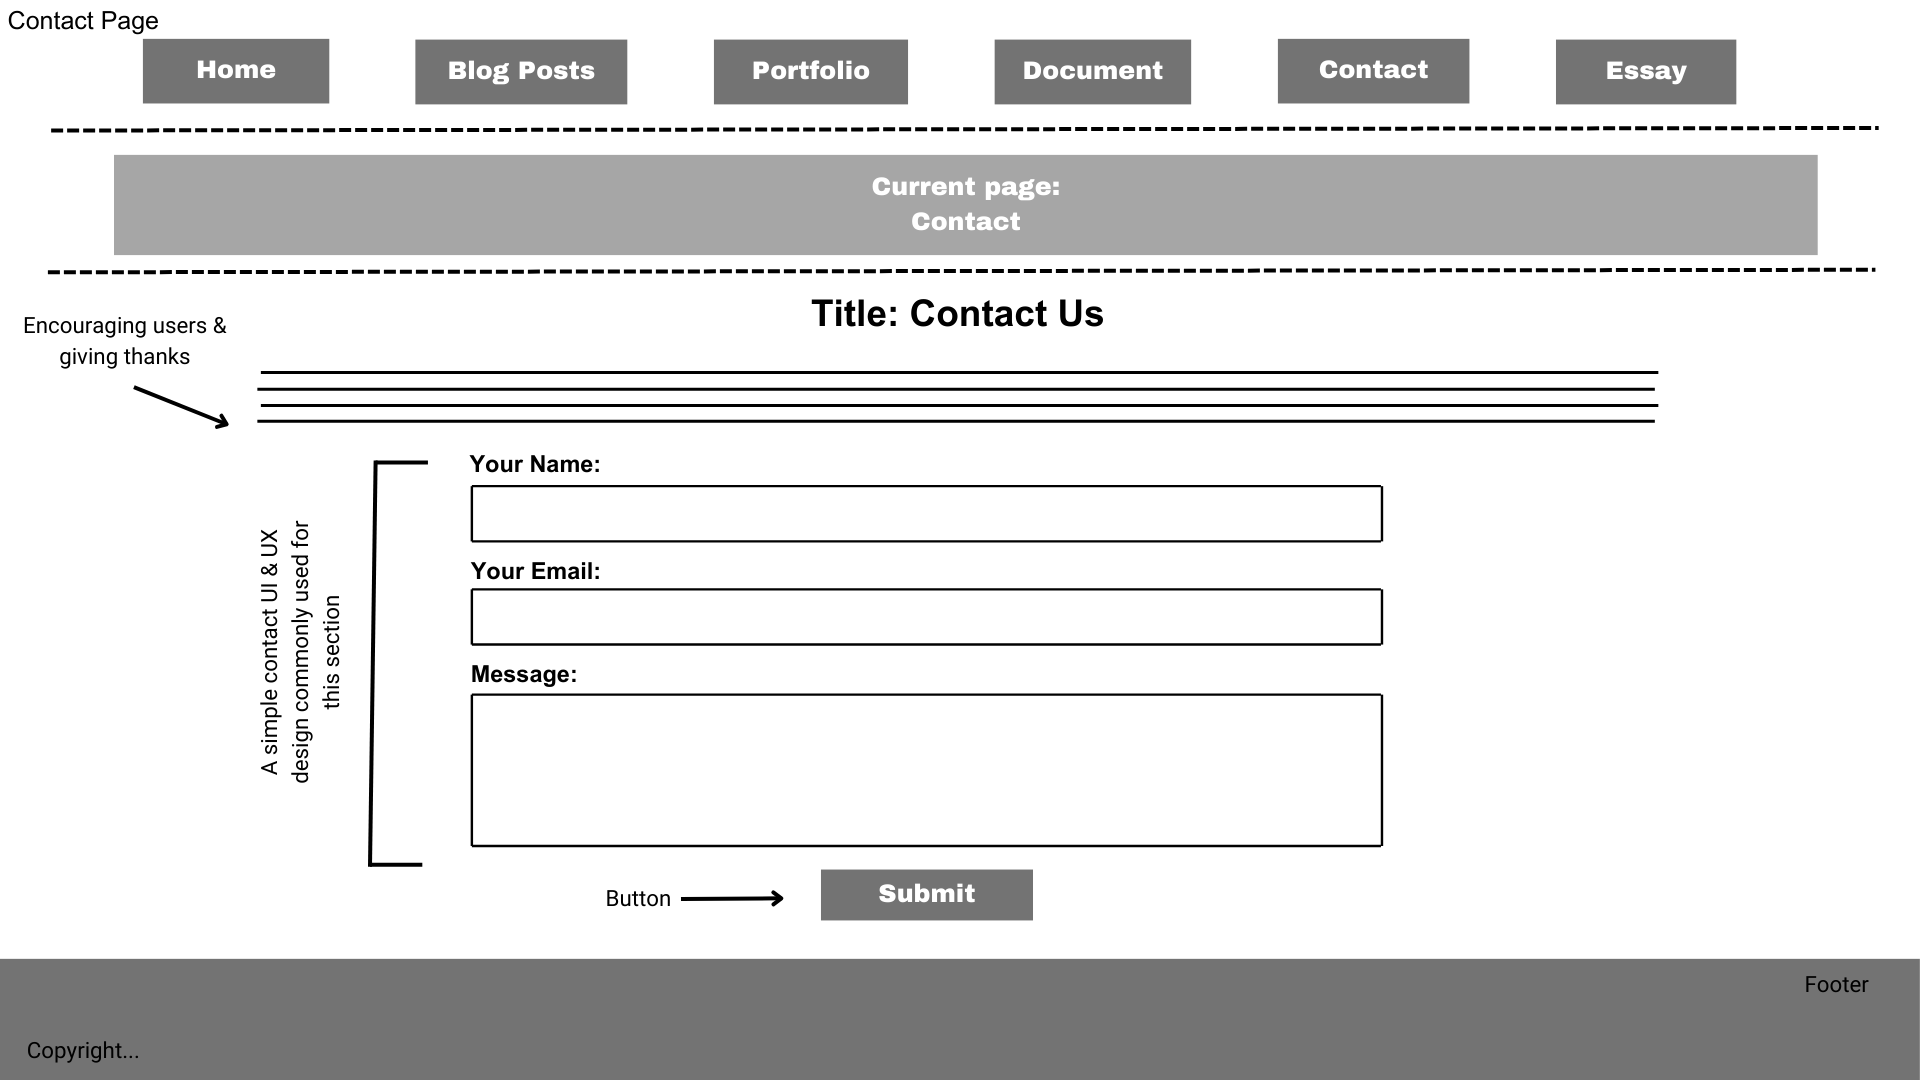 Contact Page
Home
Blog Posts
Portfolio
Document
Contact
Essay
Current page:
Contact
Title: Contact Us
Encouraging users &
giving thanks
Your Name:
A simple contact UI & UX
design commonly used for
this section
Your Email:
Message:
Button
Submit
Footer
Copyright...